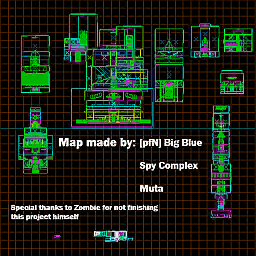 Map made by: [pfN] Big Blue
Spy Complex
Muta
Special thanks to Zombie for not finishing
this project himself